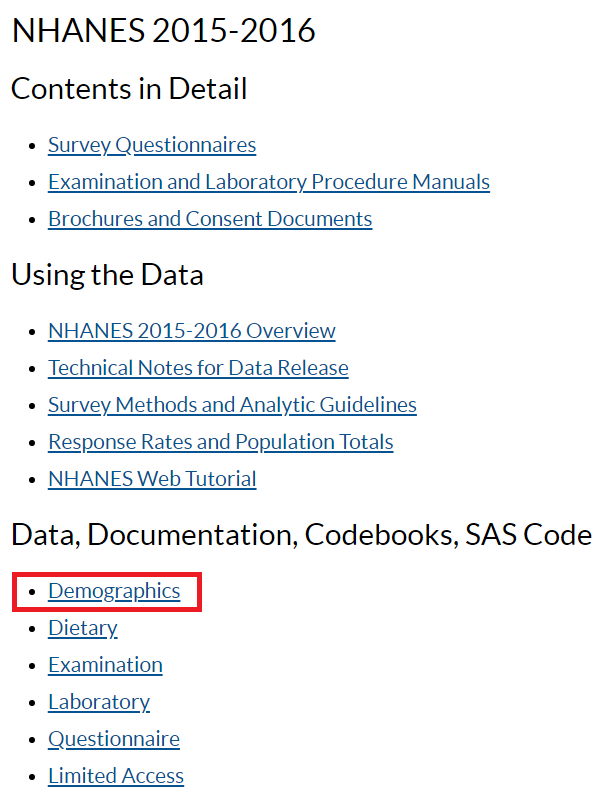 NHANES 2015-2016
Contents in Detail
Survey Questionnaires
Examination and Laboratory Procedure Manuals
Brochures and Consent Documents
Using the Data
NHANES 2015-2016 Overview
Technical Notes for Data Release
Survey Methods and Analytic Guidelines
Response Rates and Population Totals
NHANES Web Tutorial
Data, Documentation, Codebooks, SAS Code
Demographics
Dietary
Examination
Laboratory
Questionnaire
Limited Access